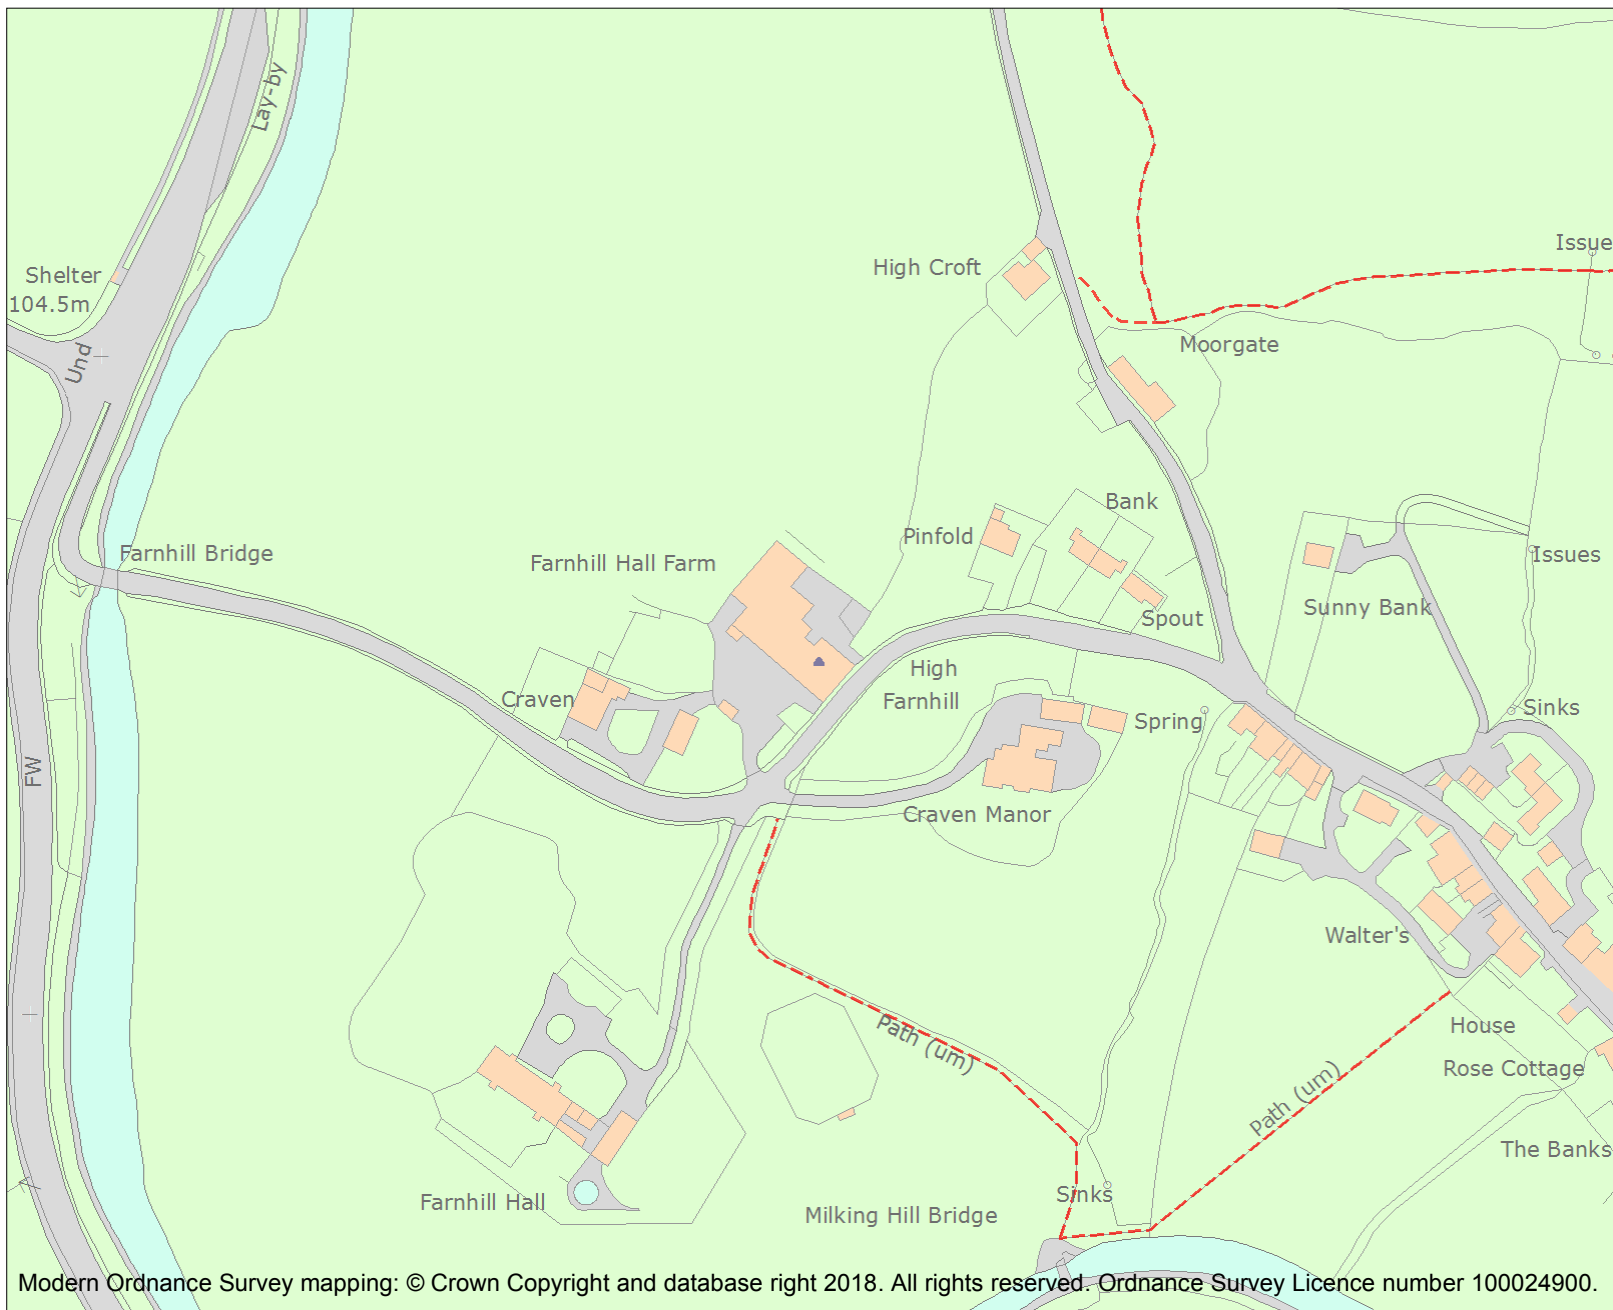 Lay-by
Issue
High Croft
Shelter
104.5m
Moorgate
Und
Bank
Pinfold
Farnhill Bridge
Farnhill Hall Farm
Issues
Sunny Bank
Spout
High
Farnhill
Craven
Spring
Sinks
FW
Craven Manor
Walter's
Path (um)
House
Rose Cottage
Path (um)
The Banks
Sinks
Farnhill Hall
Milking Hill Bridge
Modern Ordnance Survey mapping: © Crown Copyright and database right 2018. All rights reserved. Ordnance Survey Licence number 100024900.